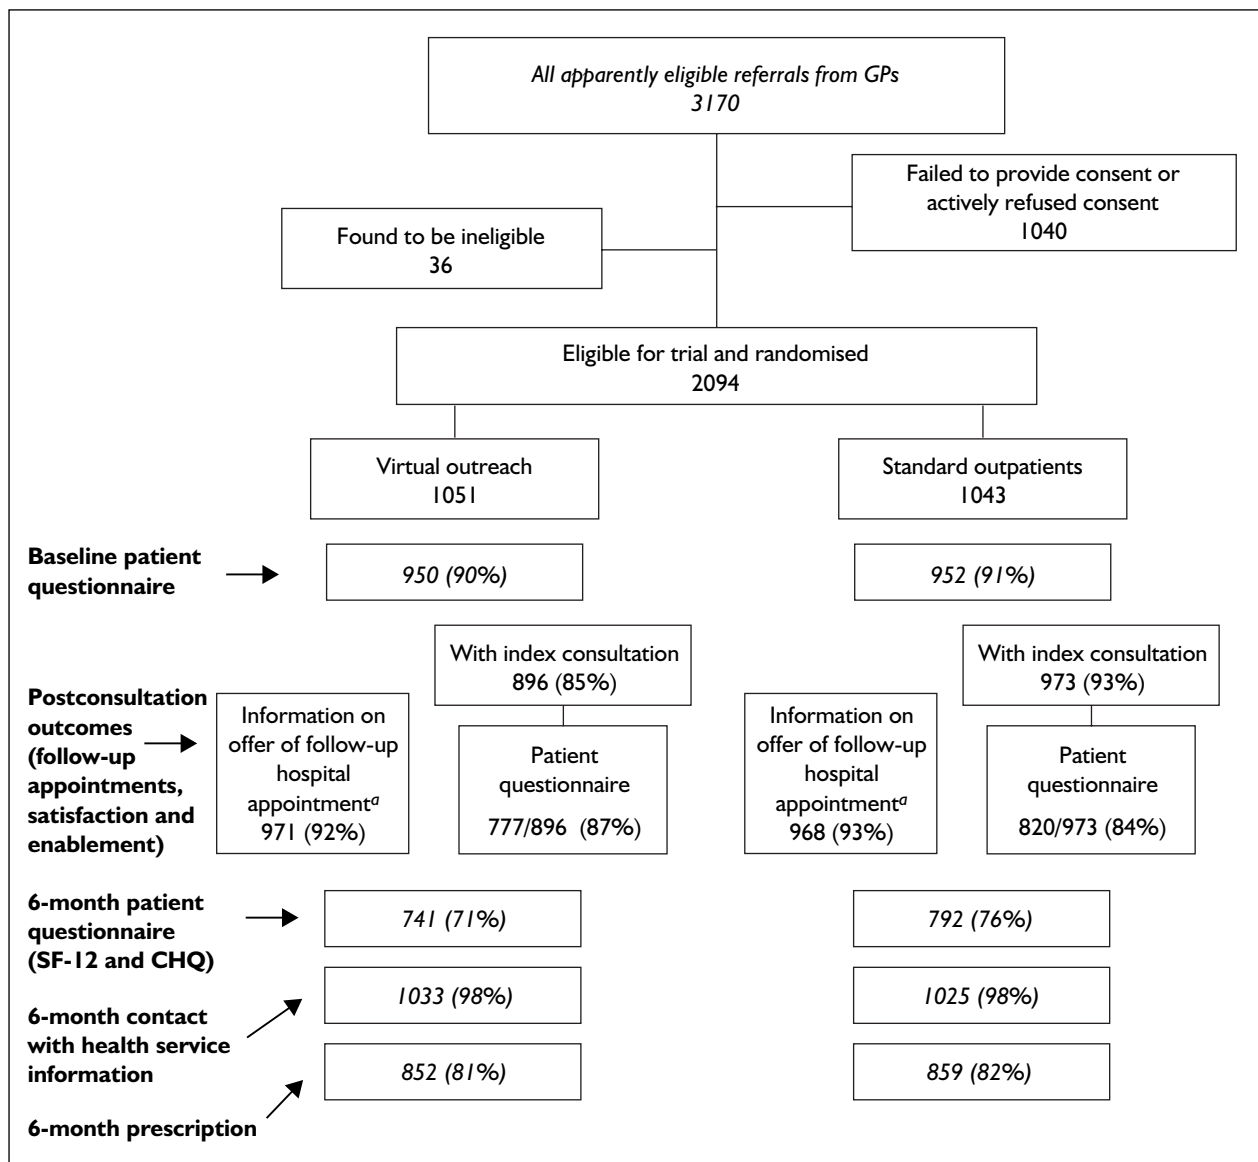 All apparently eligible referrals from GPs
3170
Failed to provide consent or
actively refused consent
1040
Found to be ineligible
36
Eligible for trial and randomised
2094
Virtual outreach
1051
Standard outpatients
1043
Baseline patient
questionnaire
950 (90%)
952 (91%)
With index consultation
896 (85%)
With index consultation
973 (93%)
Postconsultation
outcomes
(follow-up
appointments,
satisfaction and
enablement)
Information on
offer of follow-up
hospital
appointmentᵃ
971 (92%)
Patient
questionnaire
777/896 (87%)
Information on
offer of follow-up
hospital
appointmentᵃ
968 (93%)
Patient
questionnaire
820/973 (84%)
6-month patient
questionnaire
(SF-12 and CHQ)
741 (71%)
792 (76%)
6-month contact
with health service
information
1033 (98%)
1025 (98%)
6-month prescription
852 (81%)
859 (82%)